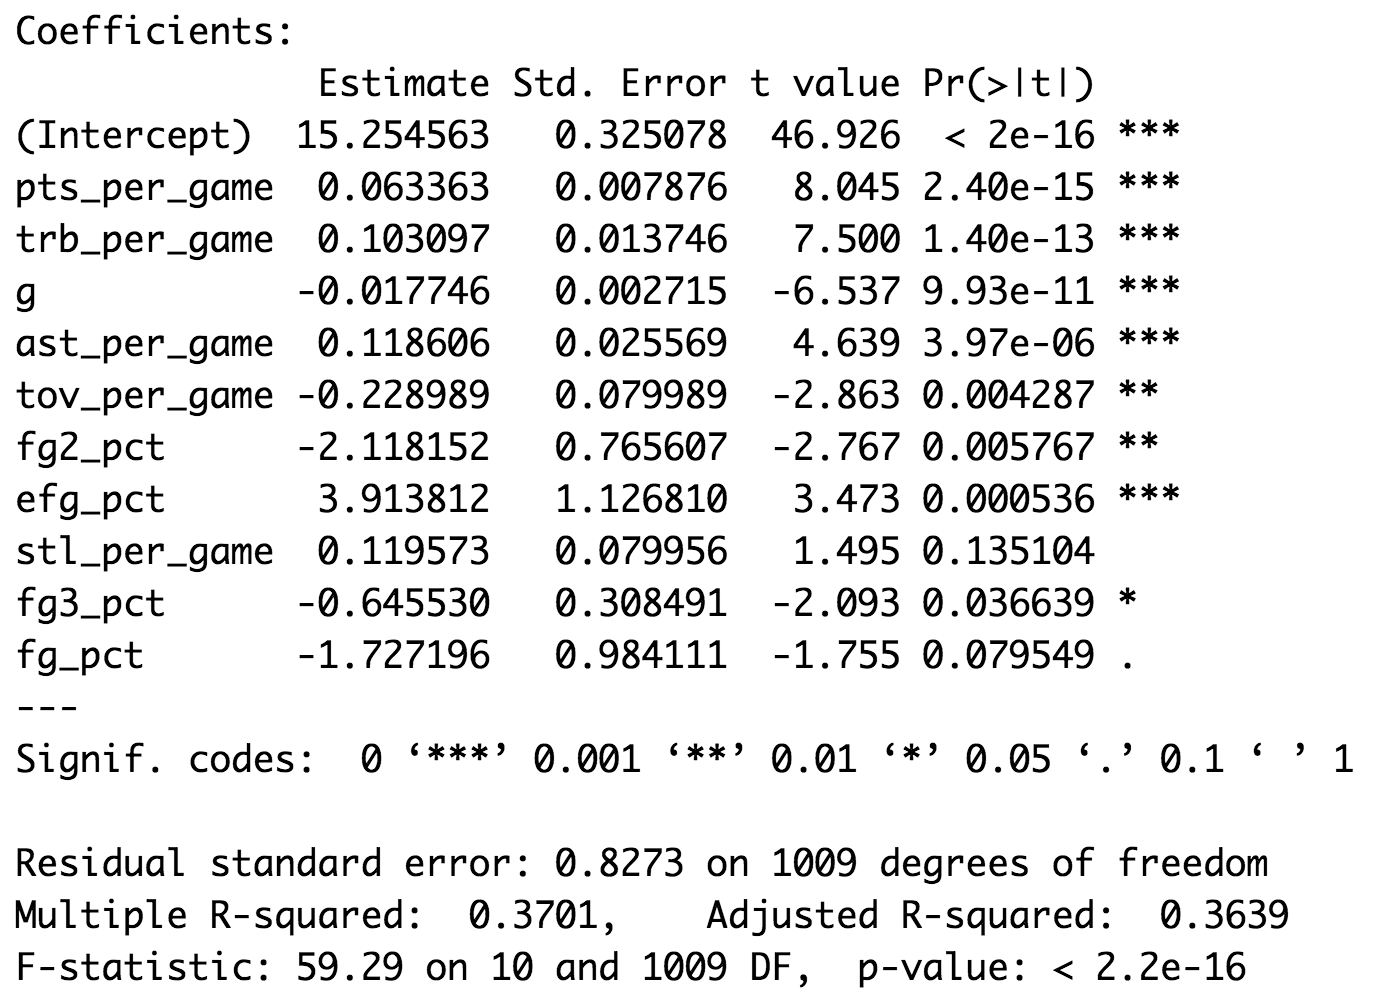 Coefficients:
Estimate Std. Error t value Pr(>|t|)
(Intercept) 15.254563 0.325078 46.926 < 2e-16 ***
pts_per_game 0.063363 0.007876 8.045 2.40e-15 ***
trb_per_game 0.103097 0.013746 7.500 1.40e-13 ***
g -0.017746 0.002715 -6.537 9.93e-11 ***
ast_per_game 0.118606 0.025569 4.639 3.97e-06 ***
tov_per_game -0.228989 0.079989 -2.863 0.004287 **
fg2_pct -2.118152 0.765607 -2.767 0.005767 **
efg_pct 3.913812 1.126810 3.473 0.000536 ***
stl_per_game 0.119573 0.079956 1.495 0.135104
fg3_pct -0.645530 0.308491 -2.093 0.036639 *
fg_pct -1.727196 0.984111 -1.755 0.079549 .
---
Signif. codes: 0 ‘***’ 0.001 ‘**’ 0.01 ‘*’ 0.05 ‘.’ 0.1 ‘ ’ 1
Residual standard error: 0.8273 on 1009 degrees of freedom
Multiple R-squared: 0.3701, Adjusted R-squared: 0.3639
F-statistic: 59.29 on 10 and 1009 DF, p-value: < 2.2e-16